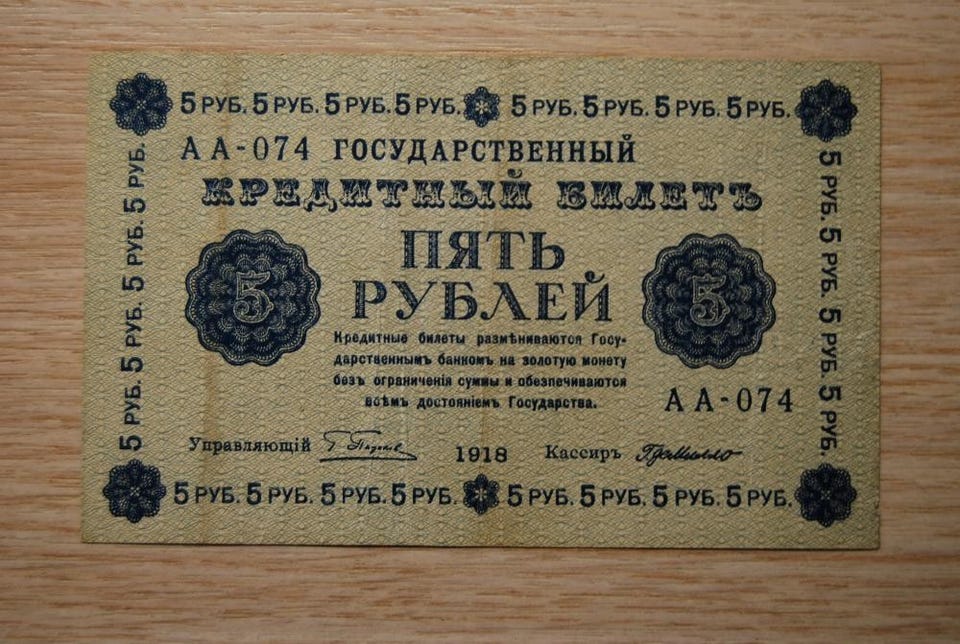 5 РУБ. 5 РУБ. 5 РУБ. 5 РУБ. 5 РУБ. 5 РУБ. 5 РУБ. 5 РУБ.
5 РУБ. 5 РУБ. 5 РУБ. 5 РУБ.
АА-074 ГОСУДАРСТВЕННЫЙ
КРЕДИТНЫЙ БИЛЕТЪ
ПЯТЬ
РУБЛЕЙ
5
5
Кредитные билеты размѣниваются Госу-
дарственнымъ банкомъ на золотую монету
безъ ограниченія суммы и обезпечиваются
всѣмъ достояніемъ Государства.
АА-074
Управляющій
1918 Кассиръ
5 РУБ. 5 РУБ. 5 РУБ. 5 РУБ.
5 РУБ. 5 РУБ. 5 РУБ. 5 РУБ. 5 РУБ. 5 РУБ. 5 РУБ. 5 РУБ.